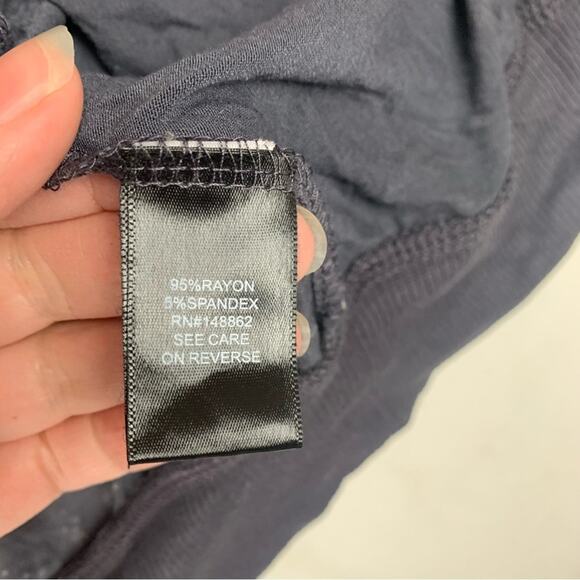 95%RAYON
5%SPANDEX
RN#148862
SEE CARE
ON REVERSE